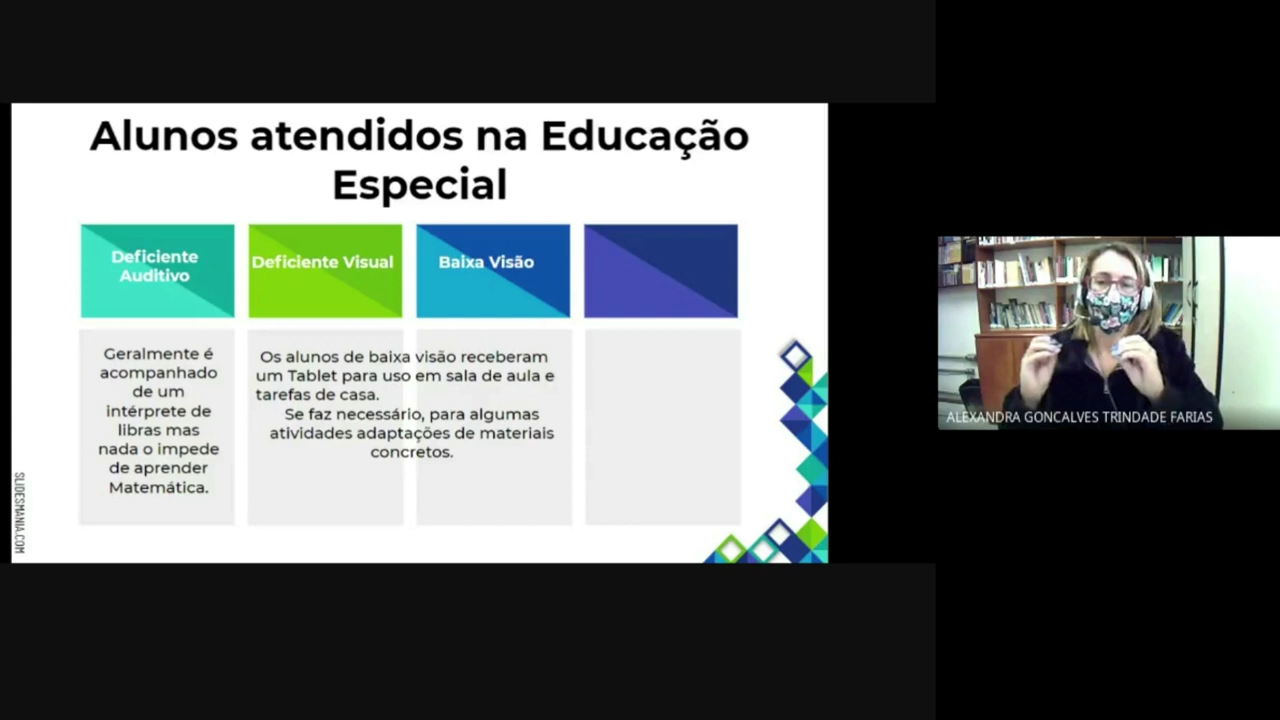 Alunos atendidos na Educação
Especial
Deficiente
Auditivo
Deficiente Visual
Baixa Visão
Geralmente é
acompanhado
de um
intérprete de
libras mas
nada o impede
de aprender
Matemática.
Os alunos de baixa visão receberam
um Tablet para uso em sala de aula e
tarefas de casa.
Se faz necessário, para algumas
atividades adaptações de materiais
concretos.
SLIDESMANIA.COM
ALEXANDRA GONCALVES TRINDADE FARIAS